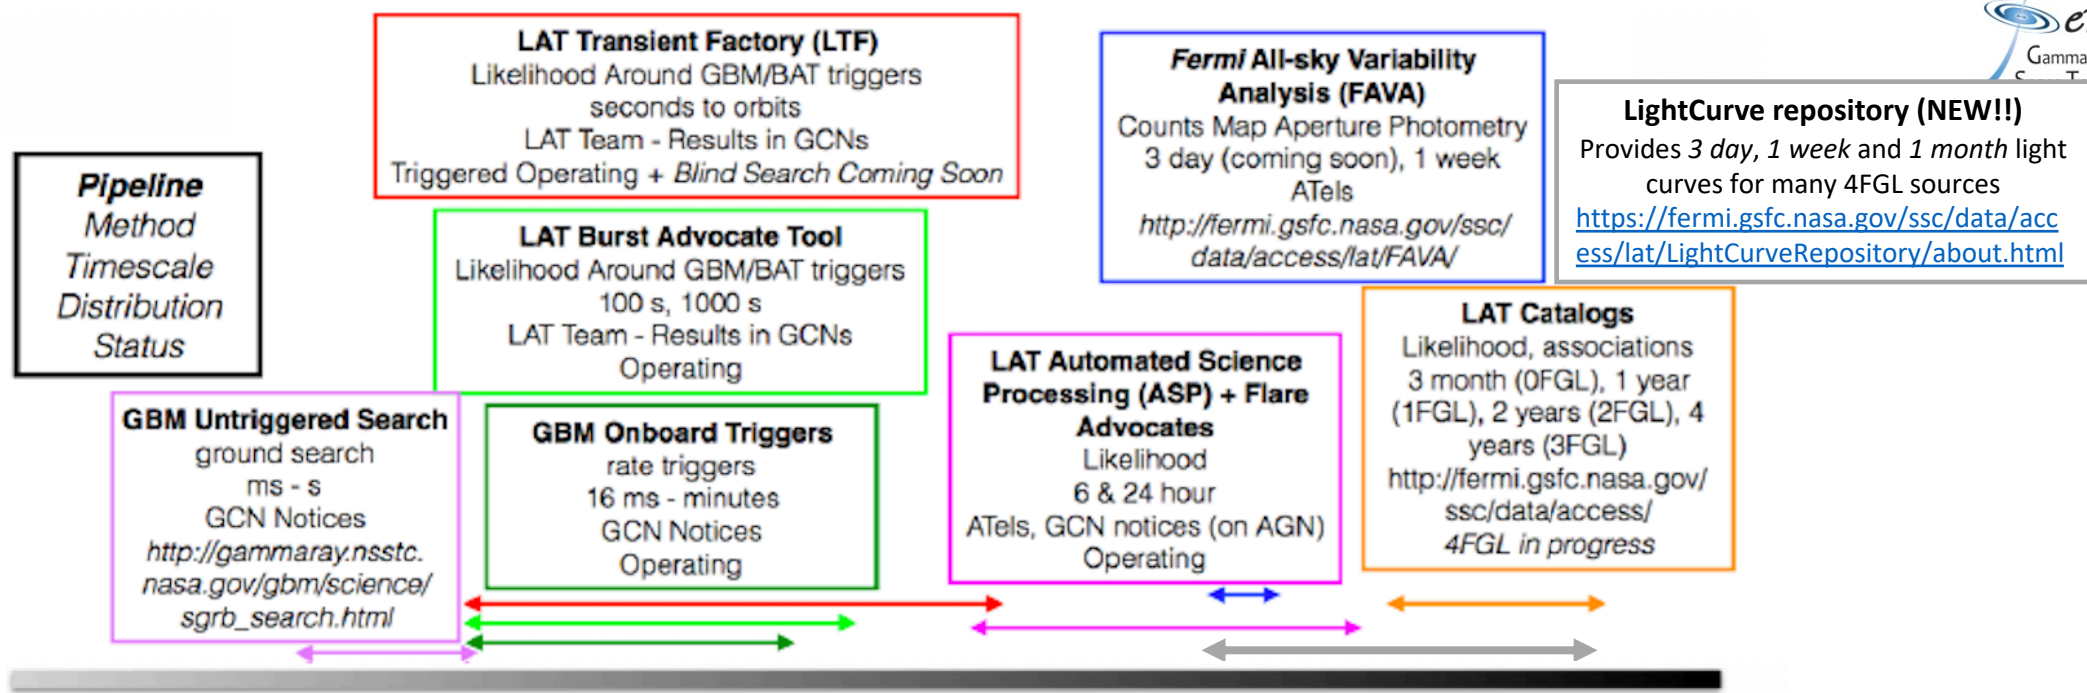 LAT Transient Factory (LTF)
Likelihood Around GBM/BAT triggers
seconds to orbits
LAT Team - Results in GCNs
Triggered Operating + Blind Search Coming Soon
Fermi All-sky Variability
Analysis (FAVA)
Counts Map Aperture Photometry
3 day (coming soon), 1 week
ATels
http://fermi.gsfc.nasa.gov/ssc/
data/access/lat/FAVA/
Gamma
LightCurve repository (NEW!!)
Provides 3 day, 1 week and 1 month light
curves for many 4FGL sources
https://fermi.gsfc.nasa.gov/ssc/data/acc
ess/lat/LightCurveRepository/about.html
Pipeline
Method
Timescale
Distribution
Status
LAT Burst Advocate Tool
Likelihood Around GBM/BAT triggers
100 s, 1000 s
LAT Team - Results in GCNs
Operating
LAT Automated Science
Processing (ASP) + Flare
Advocates
Likelihood
6 & 24 hour
ATels, GCN notices (on AGN)
Operating
LAT Catalogs
Likelihood, associations
3 month (0FGL), 1 year
(1FGL), 2 years (2FGL), 4
years (3FGL)
http://fermi.gsfc.nasa.gov/
ssc/data/access/
4FGL in progress
GBM Untriggered Search
ground search
ms - s
GCN Notices
http://gammaray.nsstc.
nasa.gov/gbm/science/
sgrb_search.html
GBM Onboard Triggers
rate triggers
16 ms - minutes
GCN Notices
Operating